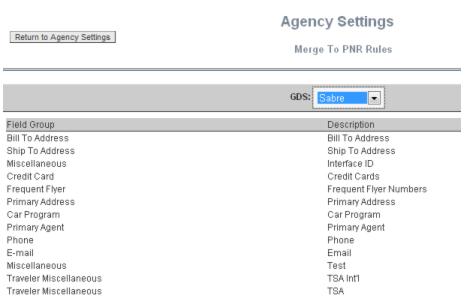 Agency Settings
Return to Agency Settings
Merge To PNR Rules
GDS: Sabre
Field Group Description
Bill To Address Bill To Address
Ship To Address Ship To Address
Miscellaneous Interface ID
Credit Card Credit Cards
Frequent Flyer Frequent Flyer Numbers
Primary Address Primary Address
Car Program Car Program
Primary Agent Primary Agent
Phone Phone
E-mail Email
Miscellaneous Test
Traveler Miscellaneous TSA Int'l
Traveler Miscellaneous TSA